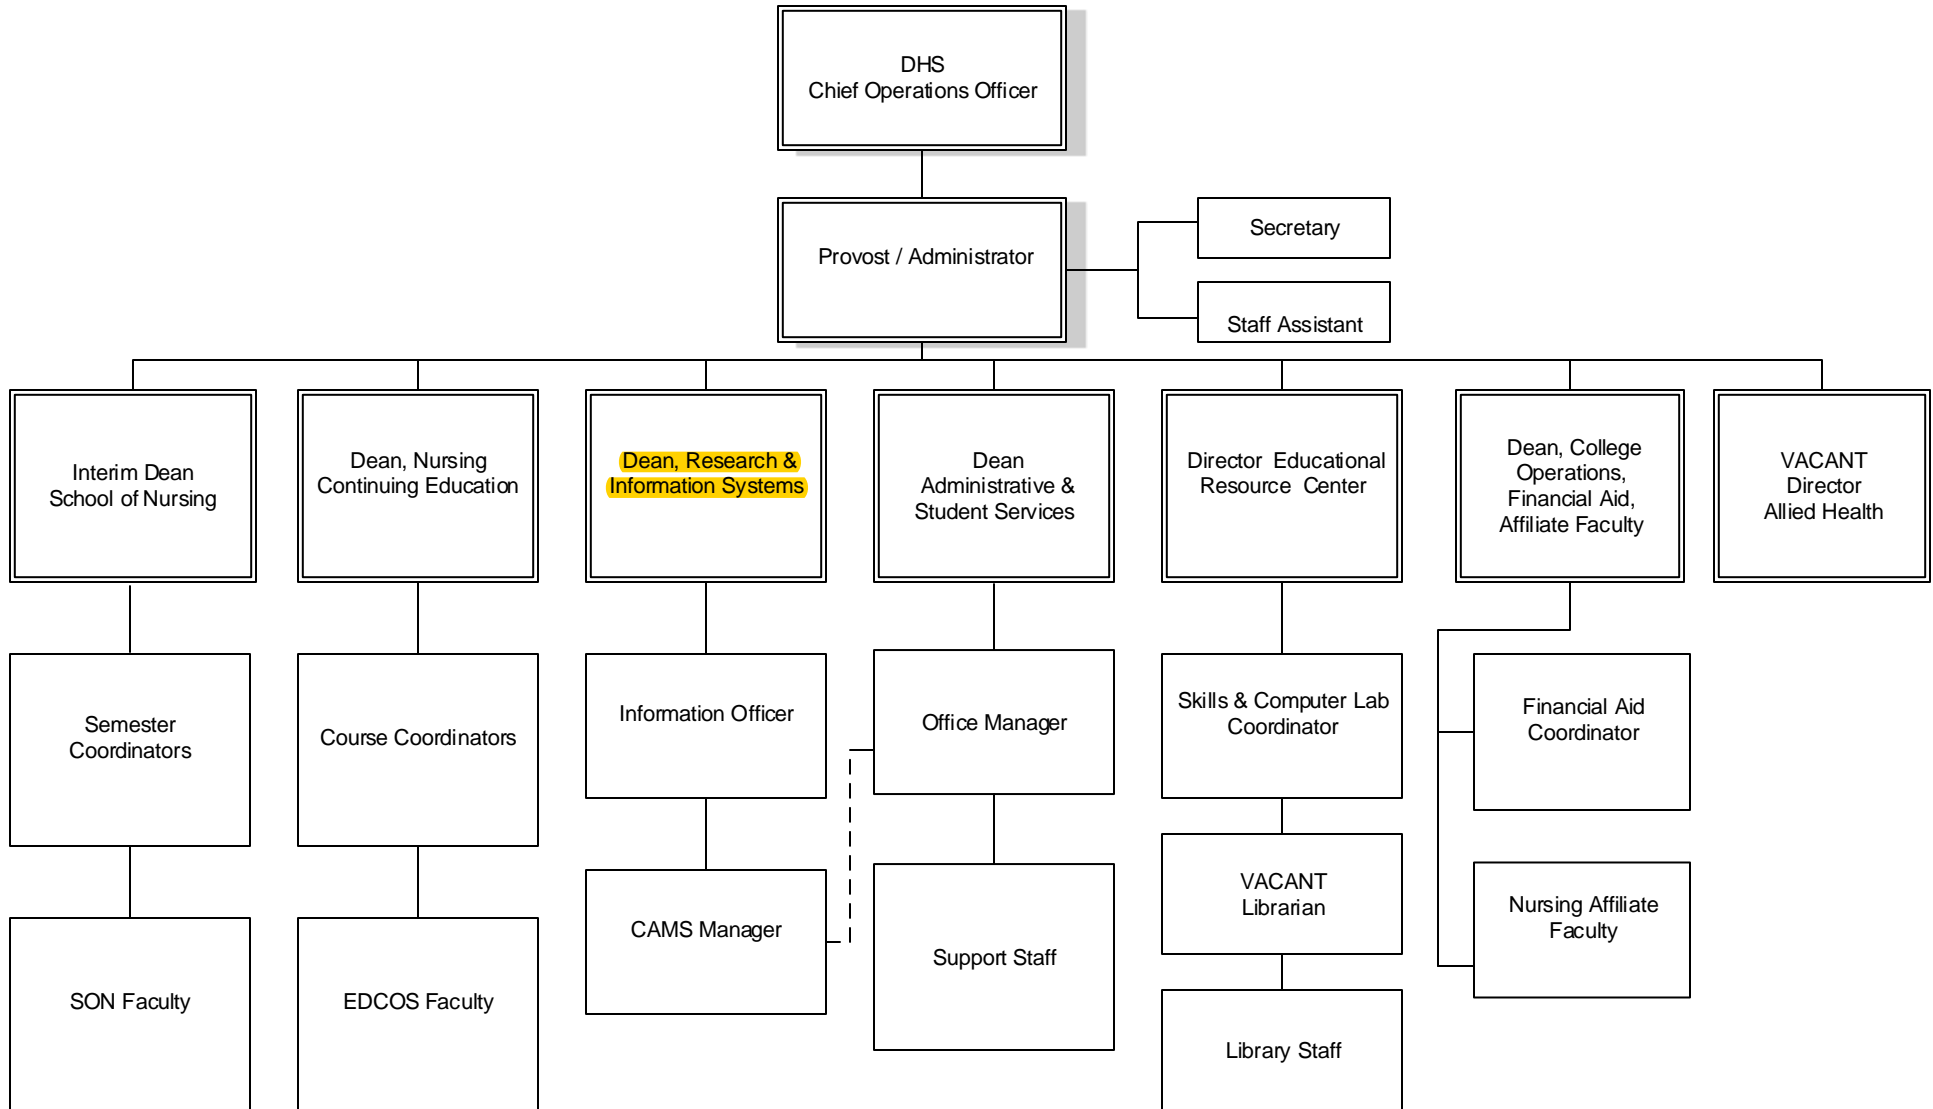 DHS
Chief Operations Officer
Provost / Administrator
Secretary
Staff Assistant
Interim Dean
School of Nursing
Dean, Nursing
Continuing Education
Dean, Research &
Information Systems
Dean
Administrative &
Student Services
Director Educational
Resource Center
Dean, College
Operations,
Financial Aid,
Affiliate Faculty
VACANT
Director
Allied Health
Semester
Coordinators
Course Coordinators
Information Officer
Office Manager
Skills & Computer Lab
Coordinator
Financial Aid
Coordinator
CAMS Manager
Support Staff
VACANT
Librarian
Nursing Affiliate
Faculty
SON Faculty
EDCOS Faculty
Library Staff